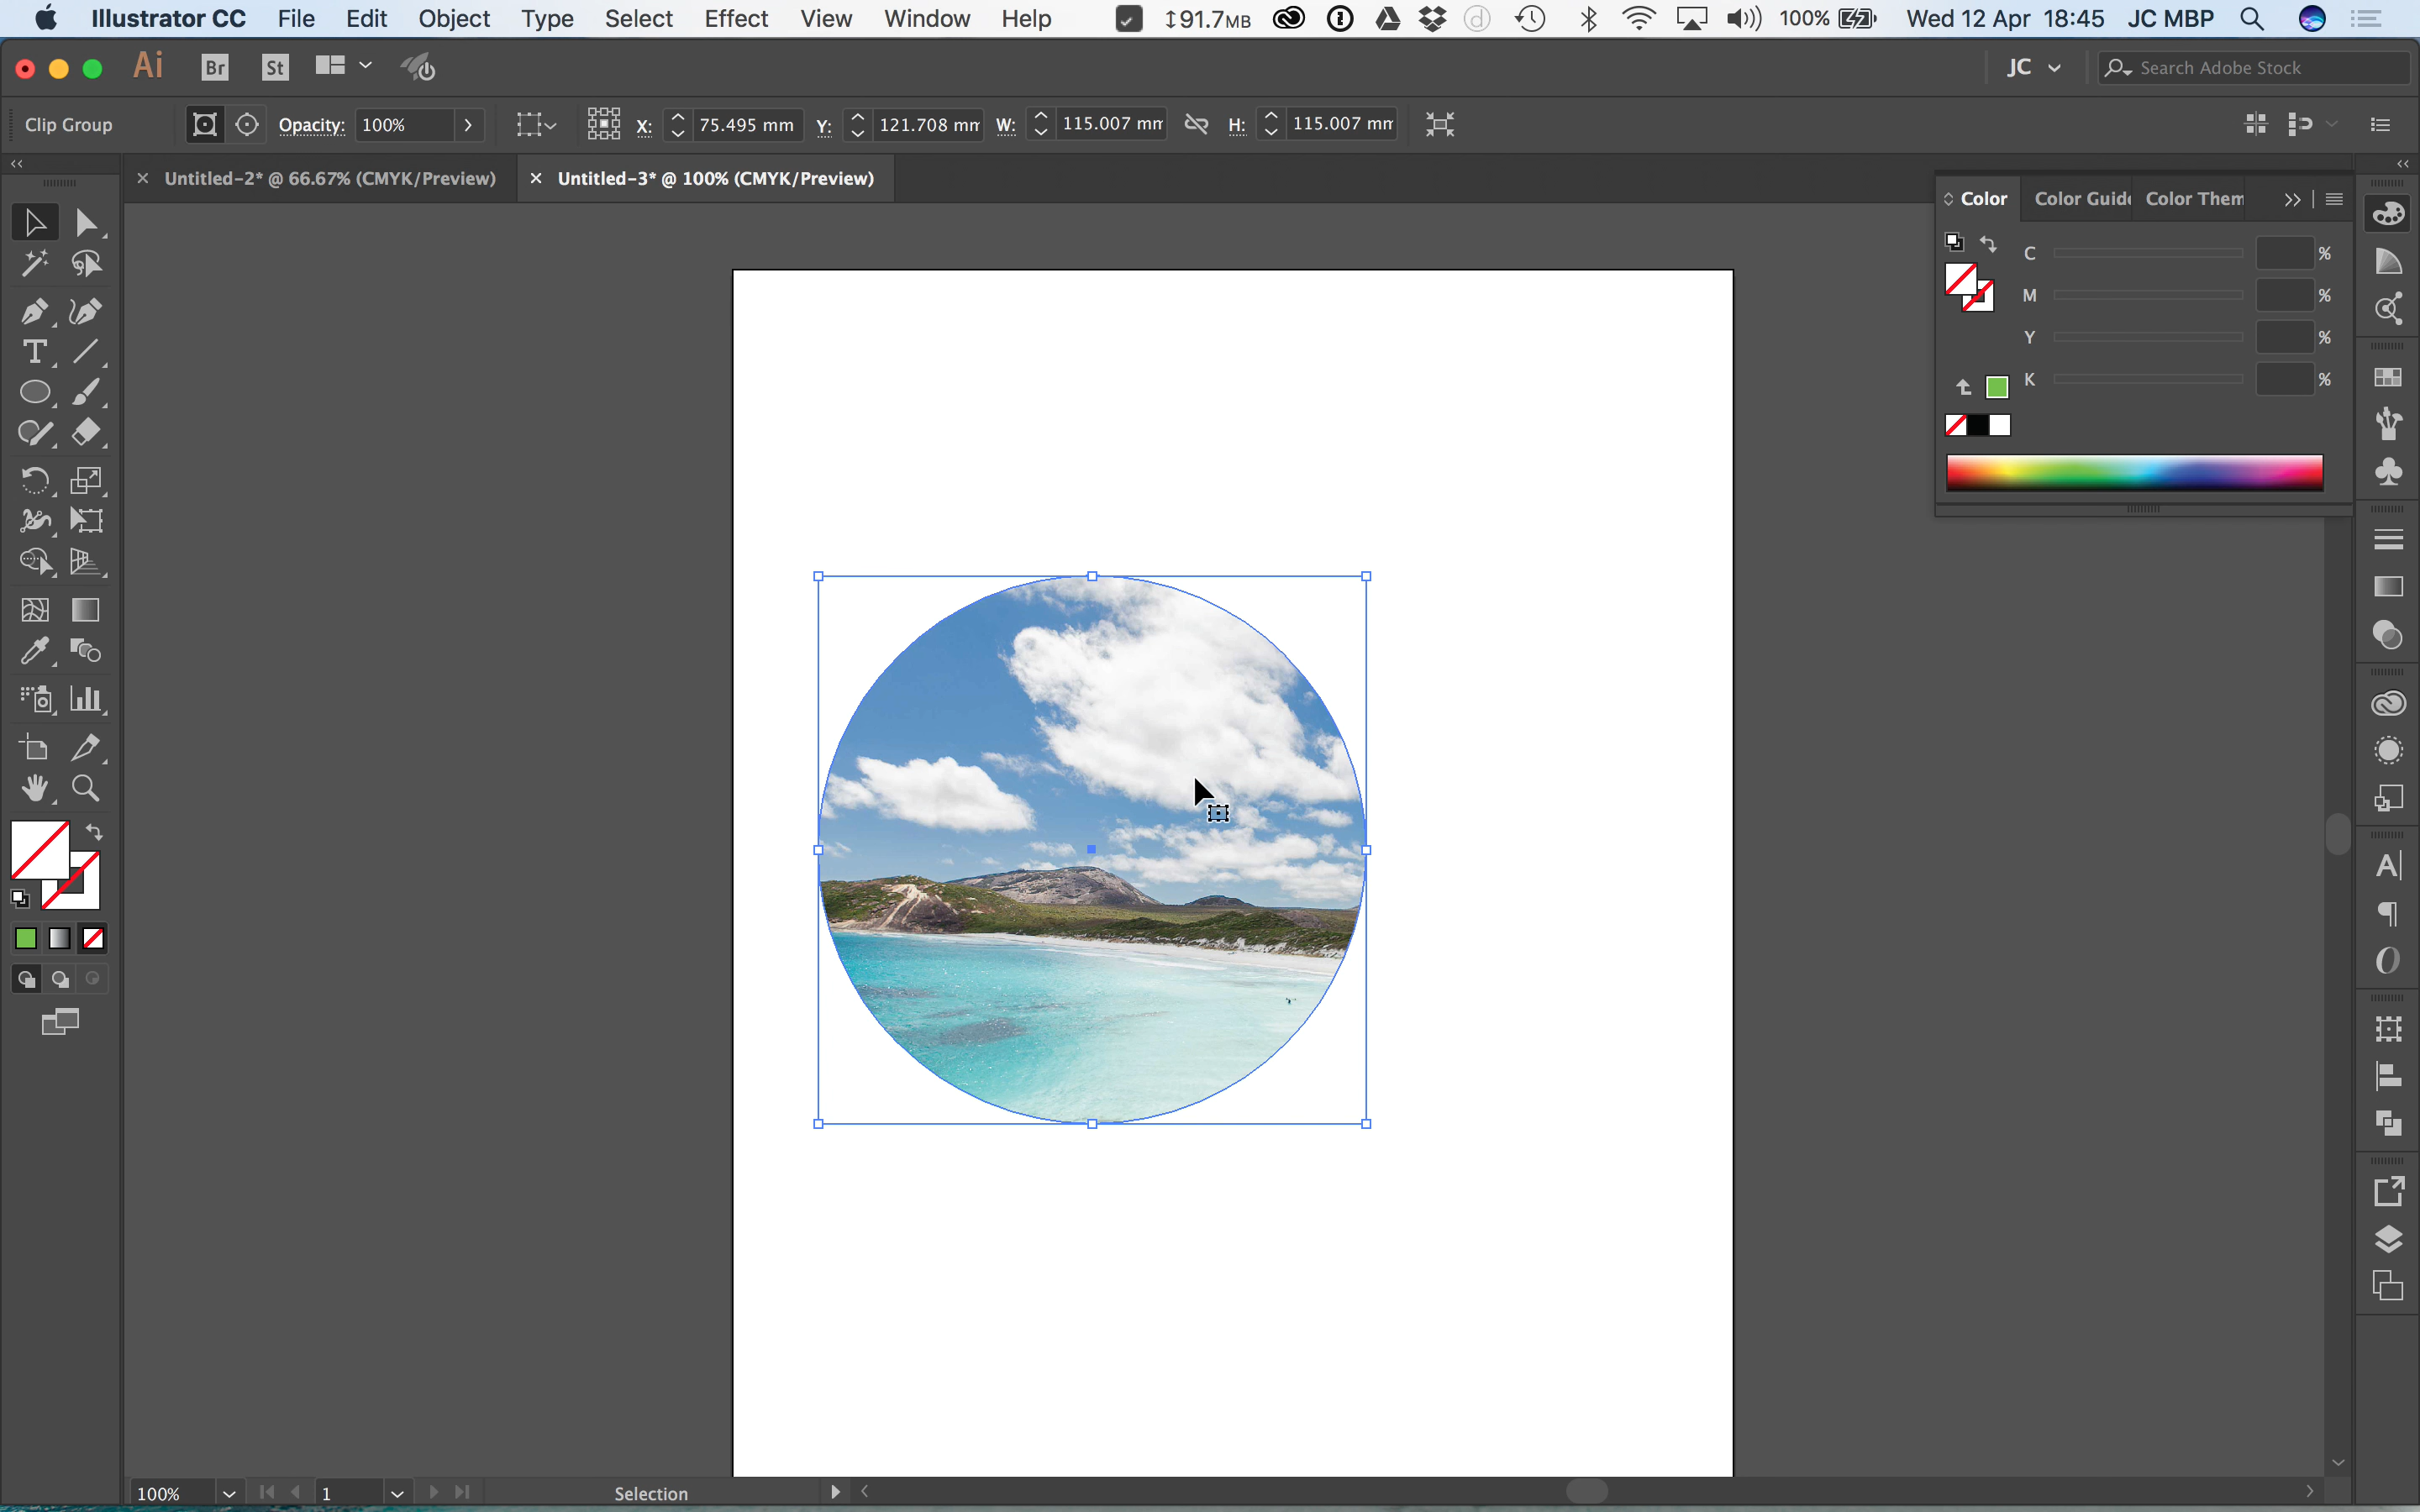 Illustrator CC File Edit Object Type Select Effect View Window Help ↕91.7MB 100% Wed 12 Apr 18:45 JC MBP
Ai Br St JC Search Adobe Stock
Clip Group Opacity: 100% X: 75.495 mm Y: 121.708 mm W: 115.007 mm H: 115.007 mm
× Untitled-2* @ 66.67% (CMYK/Preview) × Untitled-3* @ 100% (CMYK/Preview)
Color Color Guide Color Them
C %
M %
Y %
K %
100% 1 Selection